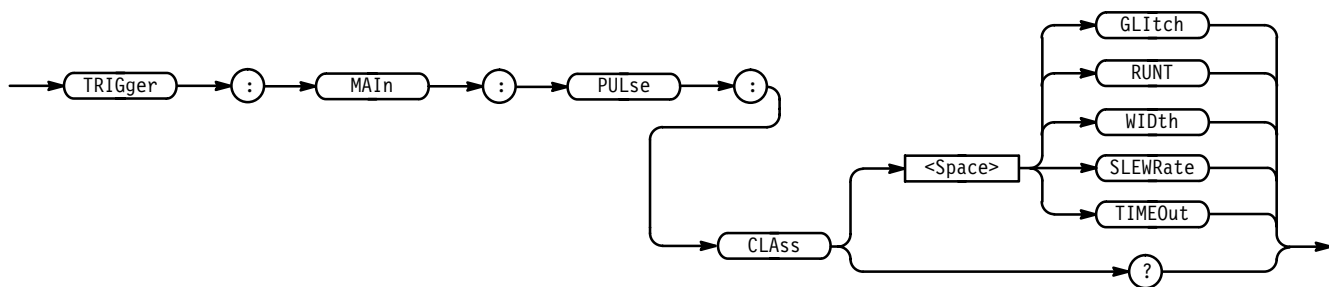 GLItch
TRIGger : MAIn : PULse : RUNT
WIDth
<Space> SLEWRate
TIMEOut
CLAss
?